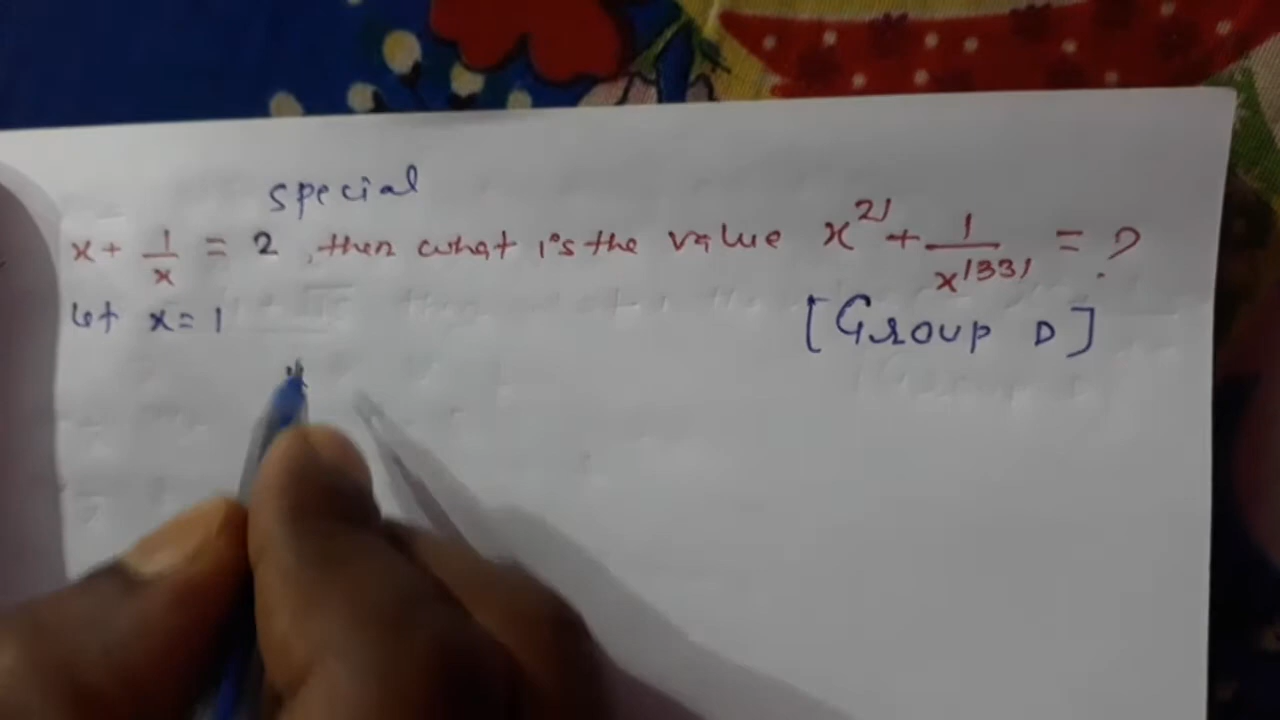 special
x + 1/x = 2, then what is the value x^21 + 1/x^1331 = ?
let x = 1
[Group D]